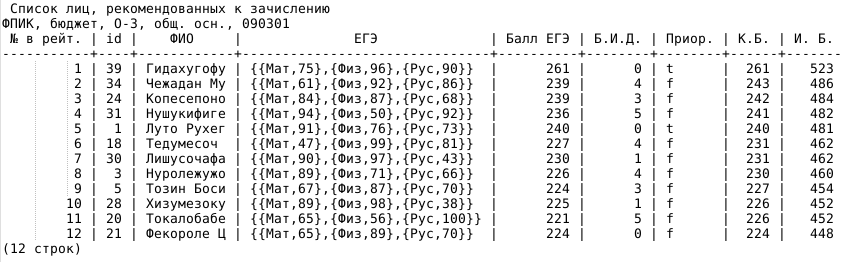 Список лиц, рекомендованных к зачислению
ФПИК, бюджет, О-З, общ. осн., 090301
№ в рейт. | id | ФИО | ЕГЭ | Балл ЕГЭ | Б.И.Д. | Приор. | К.Б. | И. Б.
1 | 39 | Гидахугофу | {{Мат,75},{Физ,96},{Рус,90}} | 261 | 0 | t | 261 | 523
2 | 34 | Чежадан Му | {{Мат,61},{Физ,92},{Рус,86}} | 239 | 4 | f | 243 | 486
3 | 24 | Копесепоно | {{Мат,84},{Физ,87},{Рус,68}} | 239 | 3 | f | 242 | 484
4 | 31 | Нушукифиге | {{Мат,94},{Физ,50},{Рус,92}} | 236 | 5 | f | 241 | 482
5 | 1 | Луто Рухег | {{Мат,91},{Физ,76},{Рус,73}} | 240 | 0 | t | 240 | 481
6 | 18 | Тедумесоч | {{Мат,47},{Физ,99},{Рус,81}} | 227 | 4 | f | 231 | 462
7 | 30 | Лишусочафа | {{Мат,90},{Физ,97},{Рус,43}} | 230 | 1 | f | 231 | 462
8 | 3 | Нуролежужо | {{Мат,89},{Физ,71},{Рус,66}} | 226 | 4 | f | 230 | 460
9 | 5 | Тозин Боси | {{Мат,67},{Физ,87},{Рус,70}} | 224 | 3 | f | 227 | 454
10 | 28 | Хизумезоку | {{Мат,89},{Физ,98},{Рус,38}} | 225 | 1 | f | 226 | 452
11 | 20 | Токалобабе | {{Мат,65},{Физ,56},{Рус,100}} | 221 | 5 | f | 226 | 452
12 | 21 | Фекороле Ц | {{Мат,65},{Физ,89},{Рус,70}} | 224 | 0 | f | 224 | 448
(12 строк)